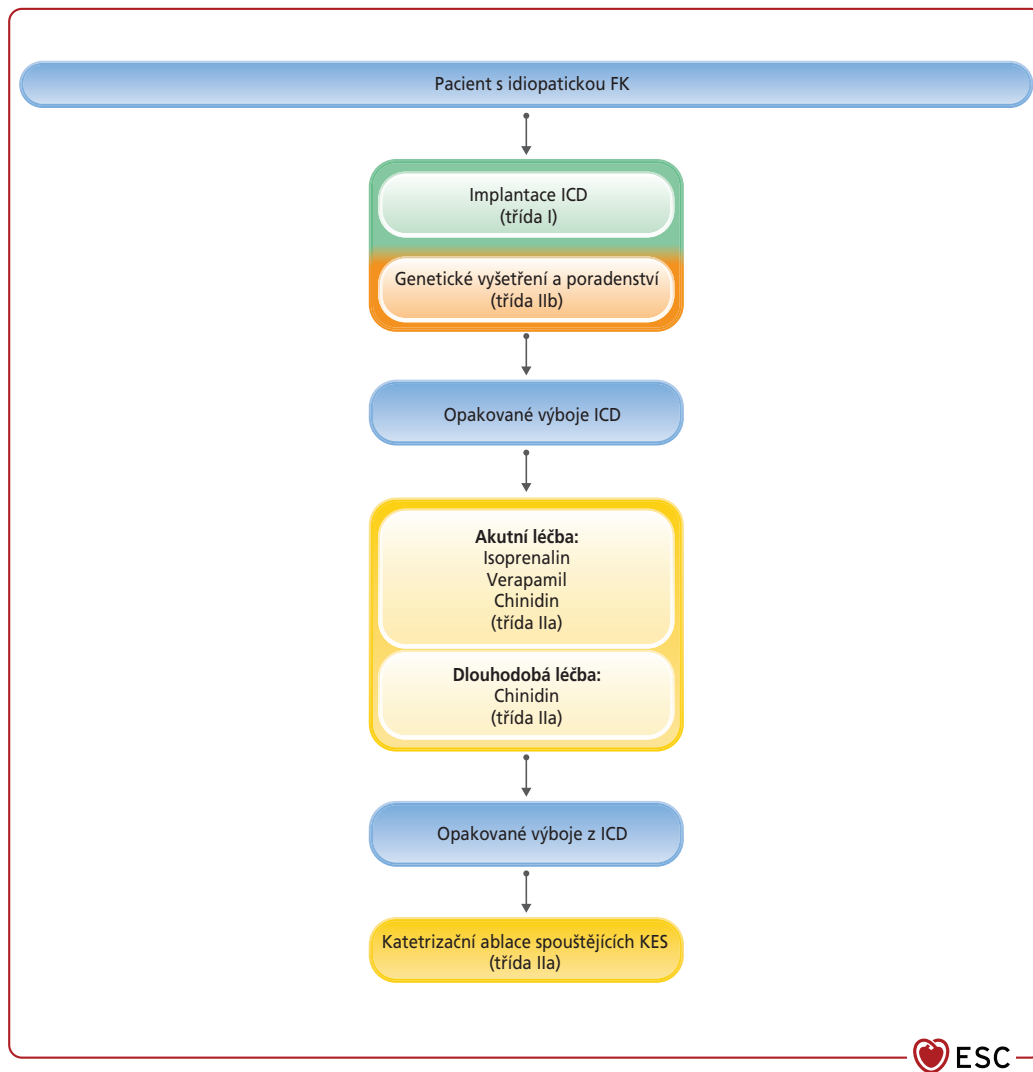 Pacient s idiopatickou FK
Implantace ICD
(třída I)
Genetické vyšetření a poradenství
(třída IIb)
Opakované výboje ICD
Akutní léčba:
Isoprenalin
Verapamil
Chinidin
(třída IIa)
Dlouhodobá léčba:
Chinidin
(třída IIa)
Opakované výboje z ICD
Katetrizační ablace spouštějících KES
(třída IIa)
ESC